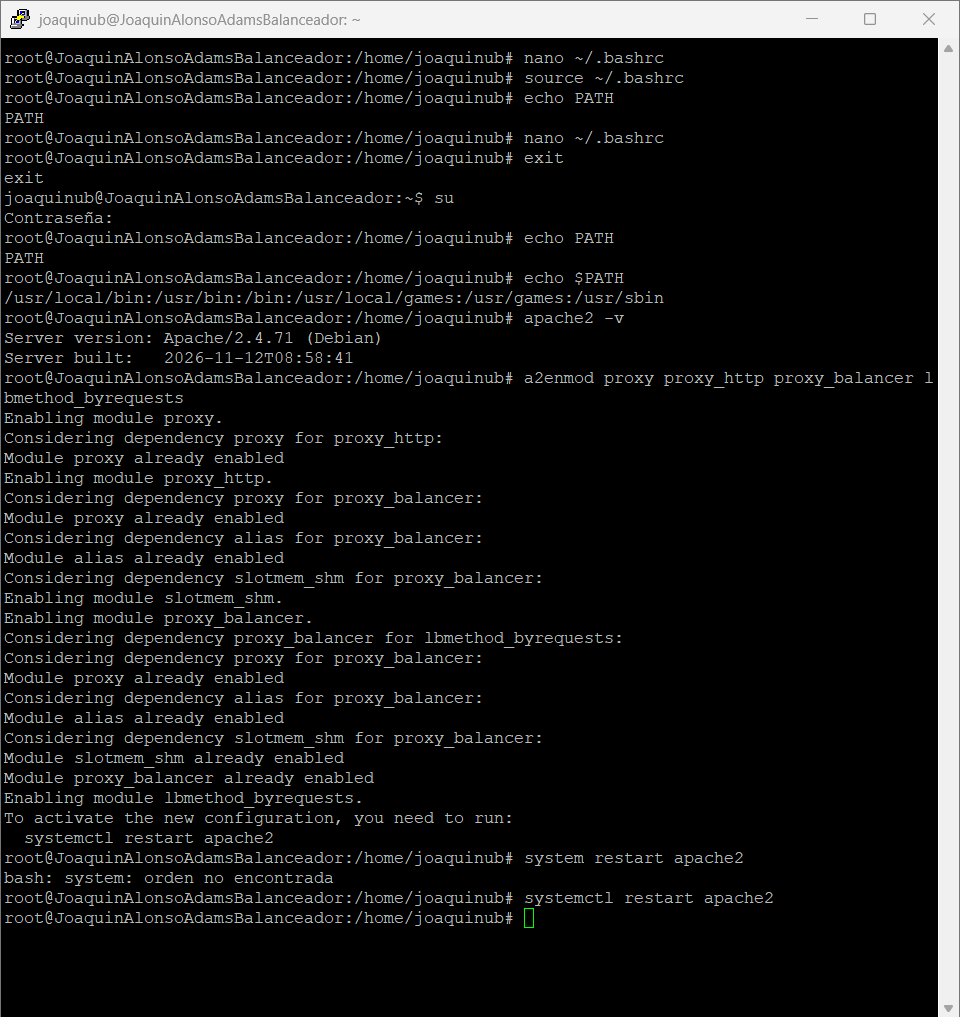 joaquinub@JoaquinAlonsoAdamsBalanceador: ~
root@JoaquinAlonsoAdamsBalanceador:/home/joaquinub# nano ~/.bashrc
root@JoaquinAlonsoAdamsBalanceador:/home/joaquinub# source ~/.bashrc
root@JoaquinAlonsoAdamsBalanceador:/home/joaquinub# echo PATH
PATH
root@JoaquinAlonsoAdamsBalanceador:/home/joaquinub# nano ~/.bashrc
root@JoaquinAlonsoAdamsBalanceador:/home/joaquinub# exit
exit
joaquinub@JoaquinAlonsoAdamsBalanceador:~$ su
Contraseña:
root@JoaquinAlonsoAdamsBalanceador:/home/joaquinub# echo PATH
PATH
root@JoaquinAlonsoAdamsBalanceador:/home/joaquinub# echo $PATH
/usr/local/bin:/usr/bin:/bin:/usr/local/games:/usr/games:/usr/sbin
root@JoaquinAlonsoAdamsBalanceador:/home/joaquinub# apache2 -v
Server version: Apache/2.4.71 (Debian)
Server built:   2026-11-12T08:58:41
root@JoaquinAlonsoAdamsBalanceador:/home/joaquinub# a2enmod proxy proxy_http proxy_balancer l
bmethod_byrequests
Enabling module proxy.
Considering dependency proxy for proxy_http:
Module proxy already enabled
Enabling module proxy_http.
Considering dependency proxy for proxy_balancer:
Module proxy already enabled
Considering dependency alias for proxy_balancer:
Module alias already enabled
Considering dependency slotmem_shm for proxy_balancer:
Enabling module slotmem_shm.
Enabling module proxy_balancer.
Considering dependency proxy_balancer for lbmethod_byrequests:
Considering dependency proxy for proxy_balancer:
Module proxy already enabled
Considering dependency alias for proxy_balancer:
Module alias already enabled
Considering dependency slotmem_shm for proxy_balancer:
Module slotmem_shm already enabled
Module proxy_balancer already enabled
Enabling module lbmethod_byrequests.
To activate the new configuration, you need to run:
  systemctl restart apache2
root@JoaquinAlonsoAdamsBalanceador:/home/joaquinub# system restart apache2
bash: system: orden no encontrada
root@JoaquinAlonsoAdamsBalanceador:/home/joaquinub# systemctl restart apache2
root@JoaquinAlonsoAdamsBalanceador:/home/joaquinub#